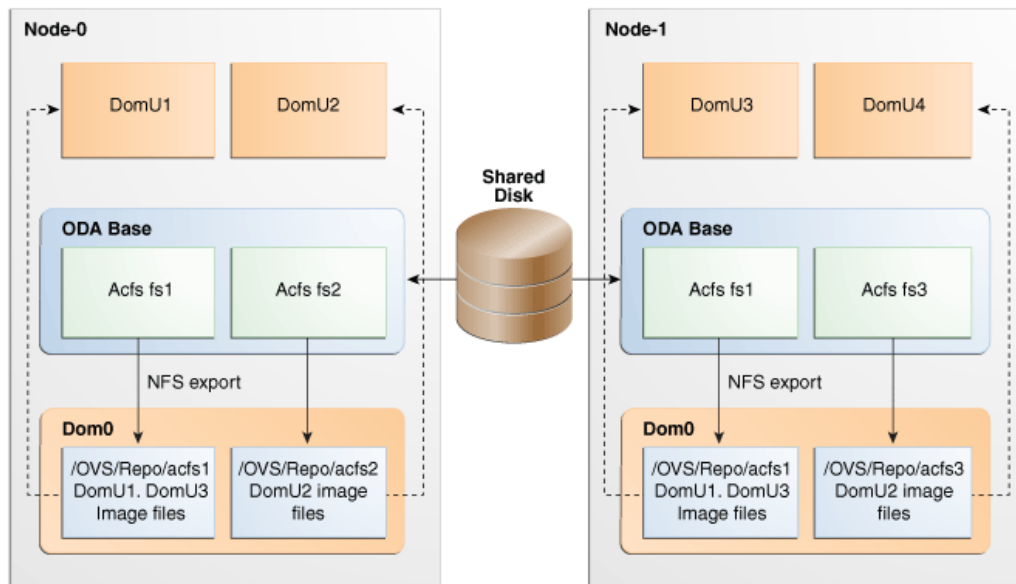 Node-0
DomU1
DomU2
ODA Base
Acfs fs1
Acfs fs2
NFS export
Dom0
/OVS/Repo/acfs1
DomU1. DomU3
Image files
/OVS/Repo/acfs2
DomU2 image
files
Shared
Disk
Node-1
DomU3
DomU4
ODA Base
Acfs fs1
Acfs fs3
NFS export
Dom0
/OVS/Repo/acfs1
DomU1. DomU3
Image files
/OVS/Repo/acfs3
DomU2 image
files